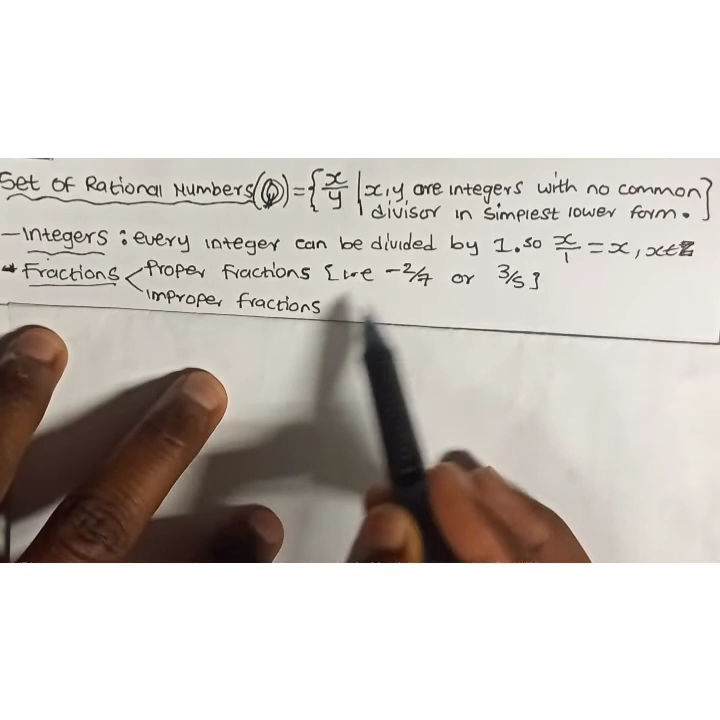 Set OF Rational Numbers (Q) = { x/y | x, y are integers with no common
divisor in simplest lower form. }
- Integers : every integer can be divided by 1. so x/1 = x, x ∈ Z
Fractions < Proper fractions [i.e -2/7 or 3/5]
improper fractions